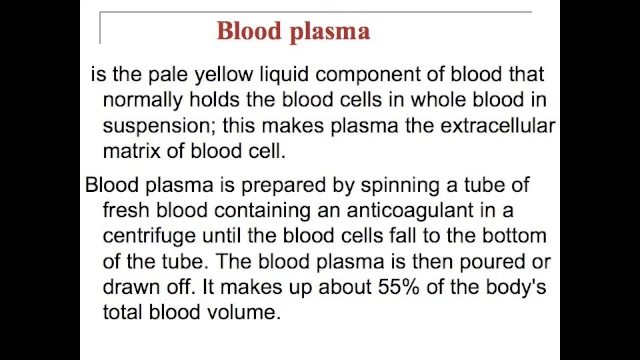 Blood plasma
is the pale yellow liquid component of blood that
normally holds the blood cells in whole blood in
suspension; this makes plasma the extracellular
matrix of blood cell.
Blood plasma is prepared by spinning a tube of
fresh blood containing an anticoagulant in a
centrifuge until the blood cells fall to the bottom
of the tube. The blood plasma is then poured or
drawn off. It makes up about 55% of the body's
total blood volume.